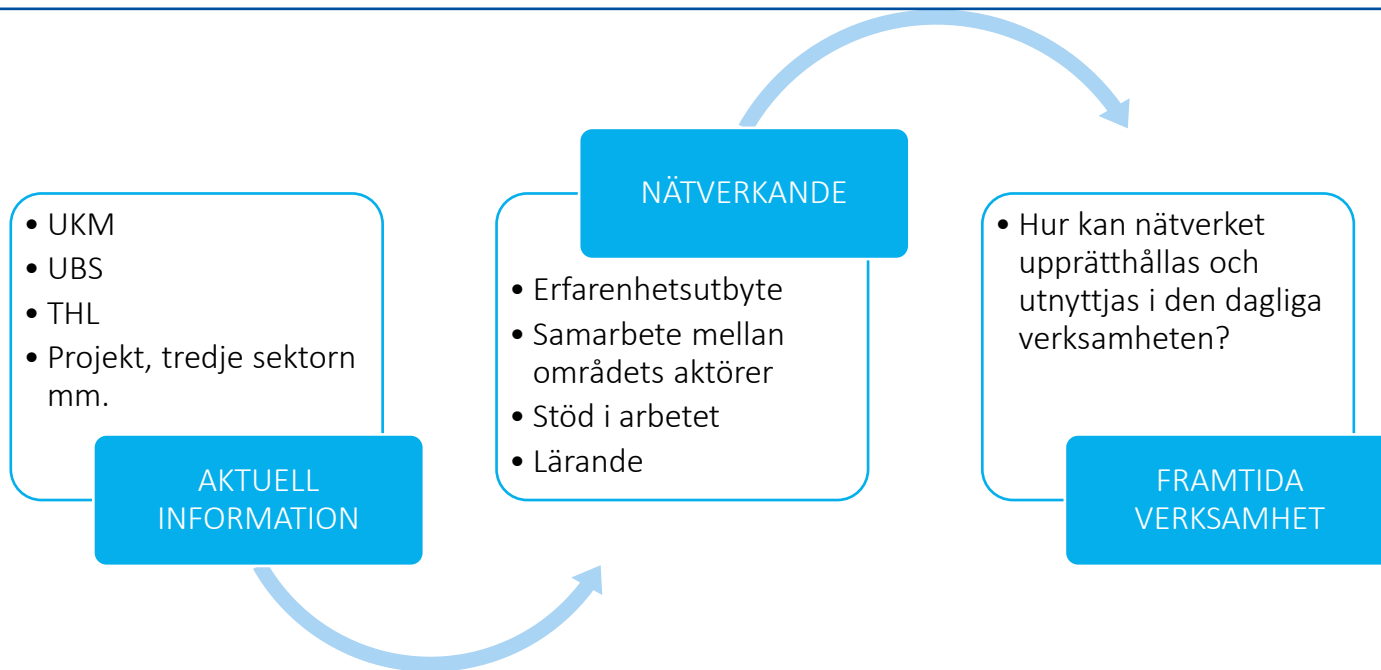 • UKM
• UBS
• THL
• Projekt, tredje sektorn
mm.
AKTUELL
INFORMATION
NÄTVERKANDE
• Erfarenhetsutbyte
• Samarbete mellan
områdets aktörer
• Stöd i arbetet
• Lärande
• Hur kan nätverket
upprätthållas och
utnyttjas i den dagliga
verksamheten?
FRAMTIDA
VERKSAMHET